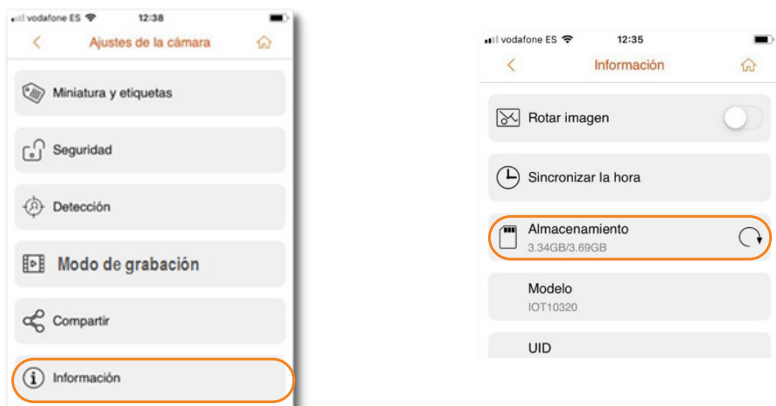 vodafone ES 12:38
Ajustes de la cámara
Miniatura y etiquetas
Seguridad
Detección
Modo de grabación
Compartir
Información
vodafone ES 12:35
Información
Rotar imagen
Sincronizar la hora
Almacenamiento
3.34GB/3.69GB
Modelo
IOT10320
UID